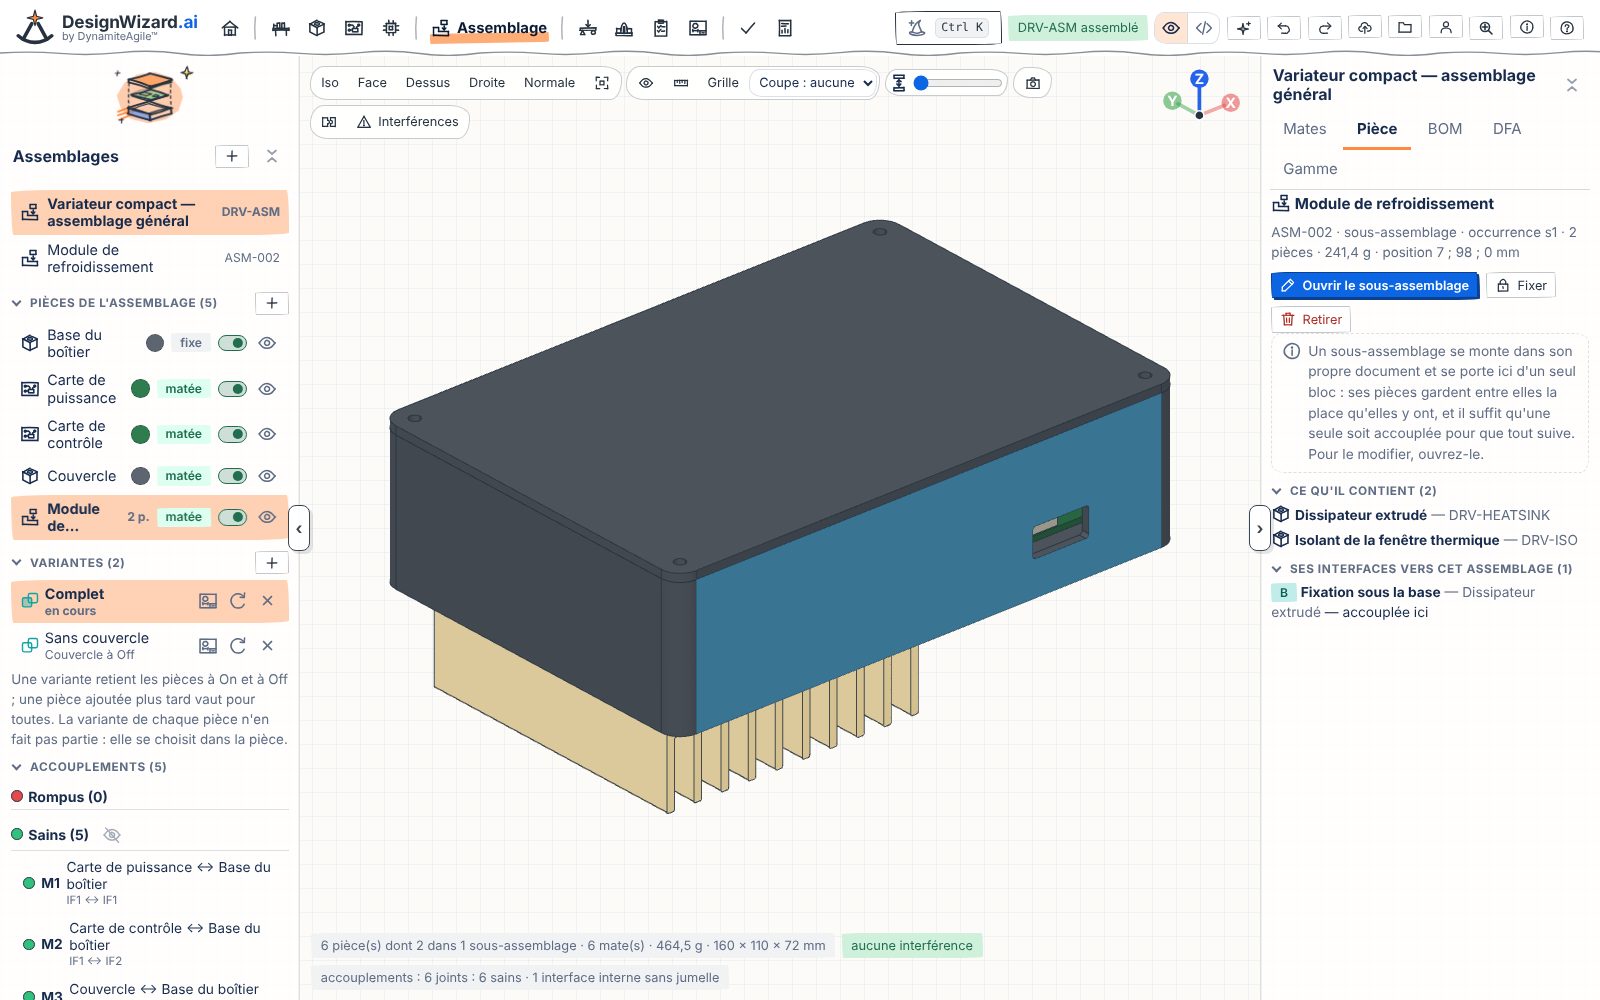 DesignWizard.ai
by DynamiteAgile™
Assemblage
Ctrl K
DRV-ASM assemblé
Assemblages
Variateur compact —
assemblage général
DRV-ASM
Module de
refroidissement
ASM-002
PIÈCES DE L'ASSEMBLAGE (5)
Base du
boîtier
fixe
Carte de
puissance
matée
Carte de
contrôle
matée
Couvercle
matée
Module
de...
2 p.
matée
VARIANTES (2)
Complet
en cours
Sans couvercle
Couvercle à Off
Une variante retient les pièces à On et à Off
; une pièce ajoutée plus tard vaut pour
toutes. La variante de chaque pièce n'en
fait pas partie : elle se choisit dans la pièce.
ACCOUPLEMENTS (5)
Rompus (0)
Sains (5)
M1
Carte de puissance ↔ Base du
boîtier
IF1 ↔ IF1
M2
Carte de contrôle ↔ Base du
boîtier
IF1 ↔ IF2
M3
Couvercle ↔ Base du boîtier
Iso
Face
Dessus
Droite
Normale
Grille
Coupe : aucune
Interférences
Z
Y
X
6 pièce(s) dont 2 dans 1 sous-assemblage · 6 mate(s) · 464,5 g · 160 × 110 × 72 mm
aucune interférence
accouplements : 6 joints : 6 sains · 1 interface interne sans jumelle
Variateur compact — assemblage
général
Mates
Pièce
BOM
DFA
Gamme
Module de refroidissement
ASM-002 · sous-assemblage · occurrence s1 · 2
pièces · 241,4 g · position 7 ; 98 ; 0 mm
Ouvrir le sous-assemblage
Fixer
Retirer
Un sous-assemblage se monte dans son
propre document et se porte ici d'un seul
bloc : ses pièces gardent entre elles la
place qu'elles y ont, et il suffit qu'une
seule soit accouplée pour que tout suive.
Pour le modifier, ouvrez-le.
CE QU'IL CONTIENT (2)
Dissipateur extrudé — DRV-HEATSINK
Isolant de la fenêtre thermique — DRV-ISO
SES INTERFACES VERS CET ASSEMBLAGE (1)
B Fixation sous la base — Dissipateur
extrudé — accouplée ici